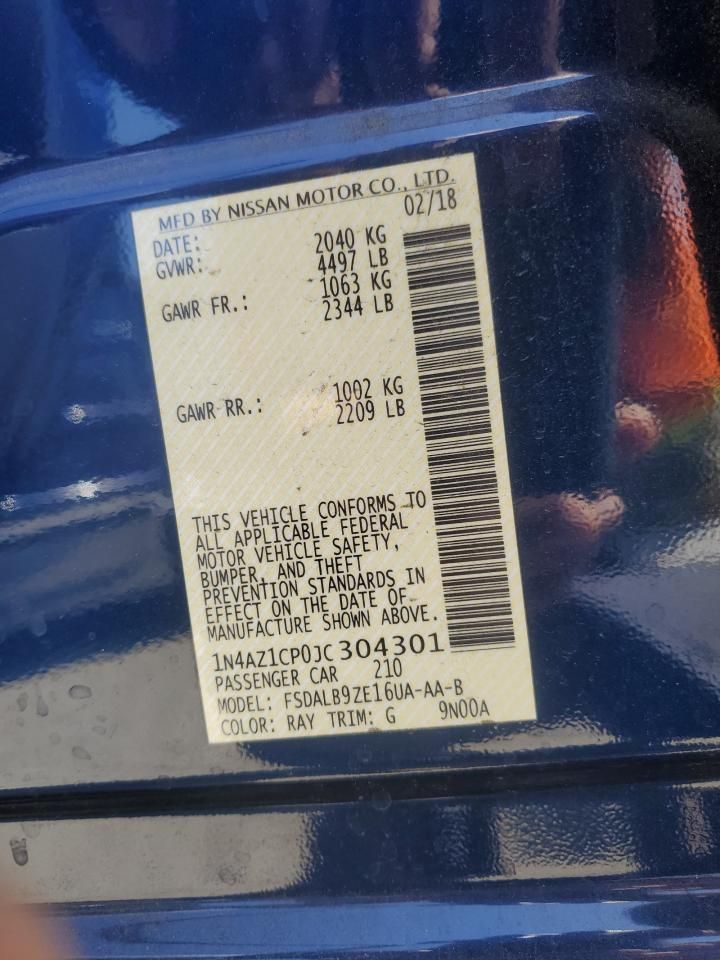 MFD BY NISSAN MOTOR CO., LTD.
DATE: 02/18
GVWR: 2040 KG
4497 LB
GAWR FR.: 1063 KG
2344 LB
GAWR RR.: 1002 KG
2209 LB
THIS VEHICLE CONFORMS TO
ALL APPLICABLE FEDERAL
MOTOR VEHICLE SAFETY,
BUMPER, AND THEFT
PREVENTION STANDARDS IN
EFFECT ON THE DATE OF
MANUFACTURE SHOWN ABOVE.
1N4AZ1CP0JC304301
PASSENGER CAR 210
MODEL: FSDALB9ZE16UA-AA-B
COLOR: RAY TRIM: G 9N00A